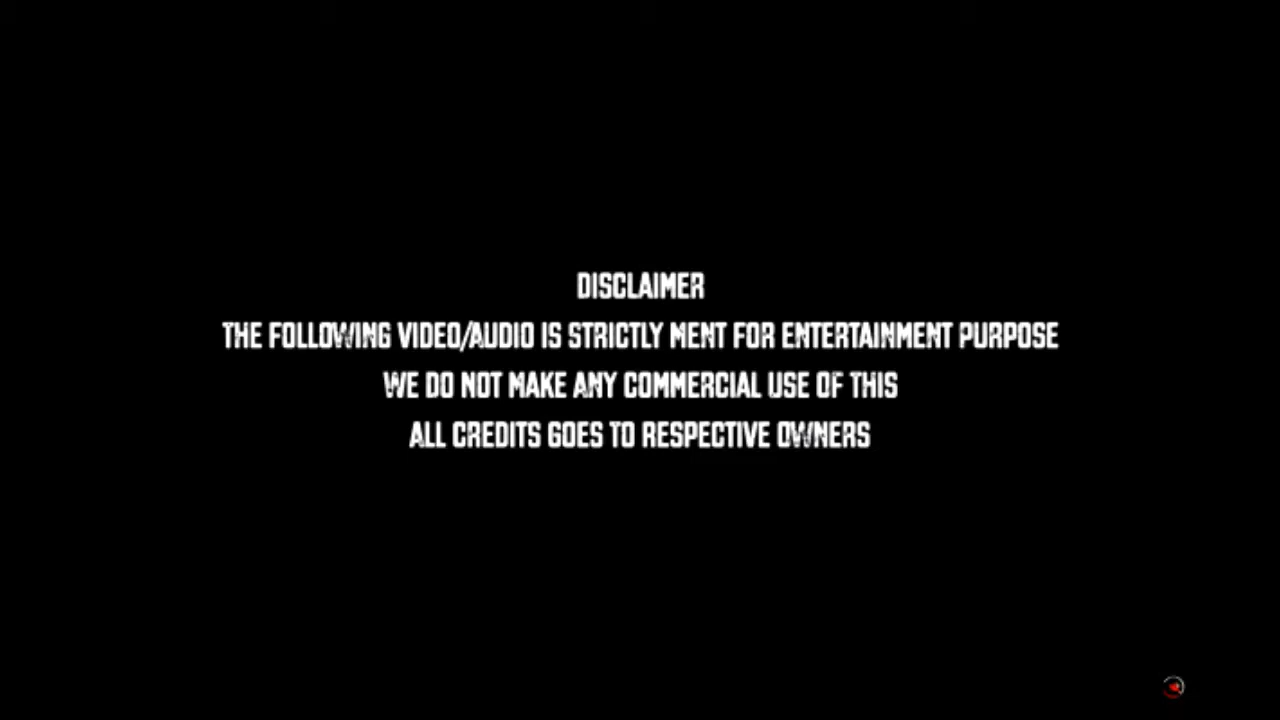 DISCLAIMER
THE FOLLOWING VIDEO/AUDIO IS STRICTLY MENT FOR ENTERTAINMENT PURPOSE
WE DO NOT MAKE ANY COMMERCIAL USE OF THIS
ALL CREDITS GOES TO RESPECTIVE OWNERS